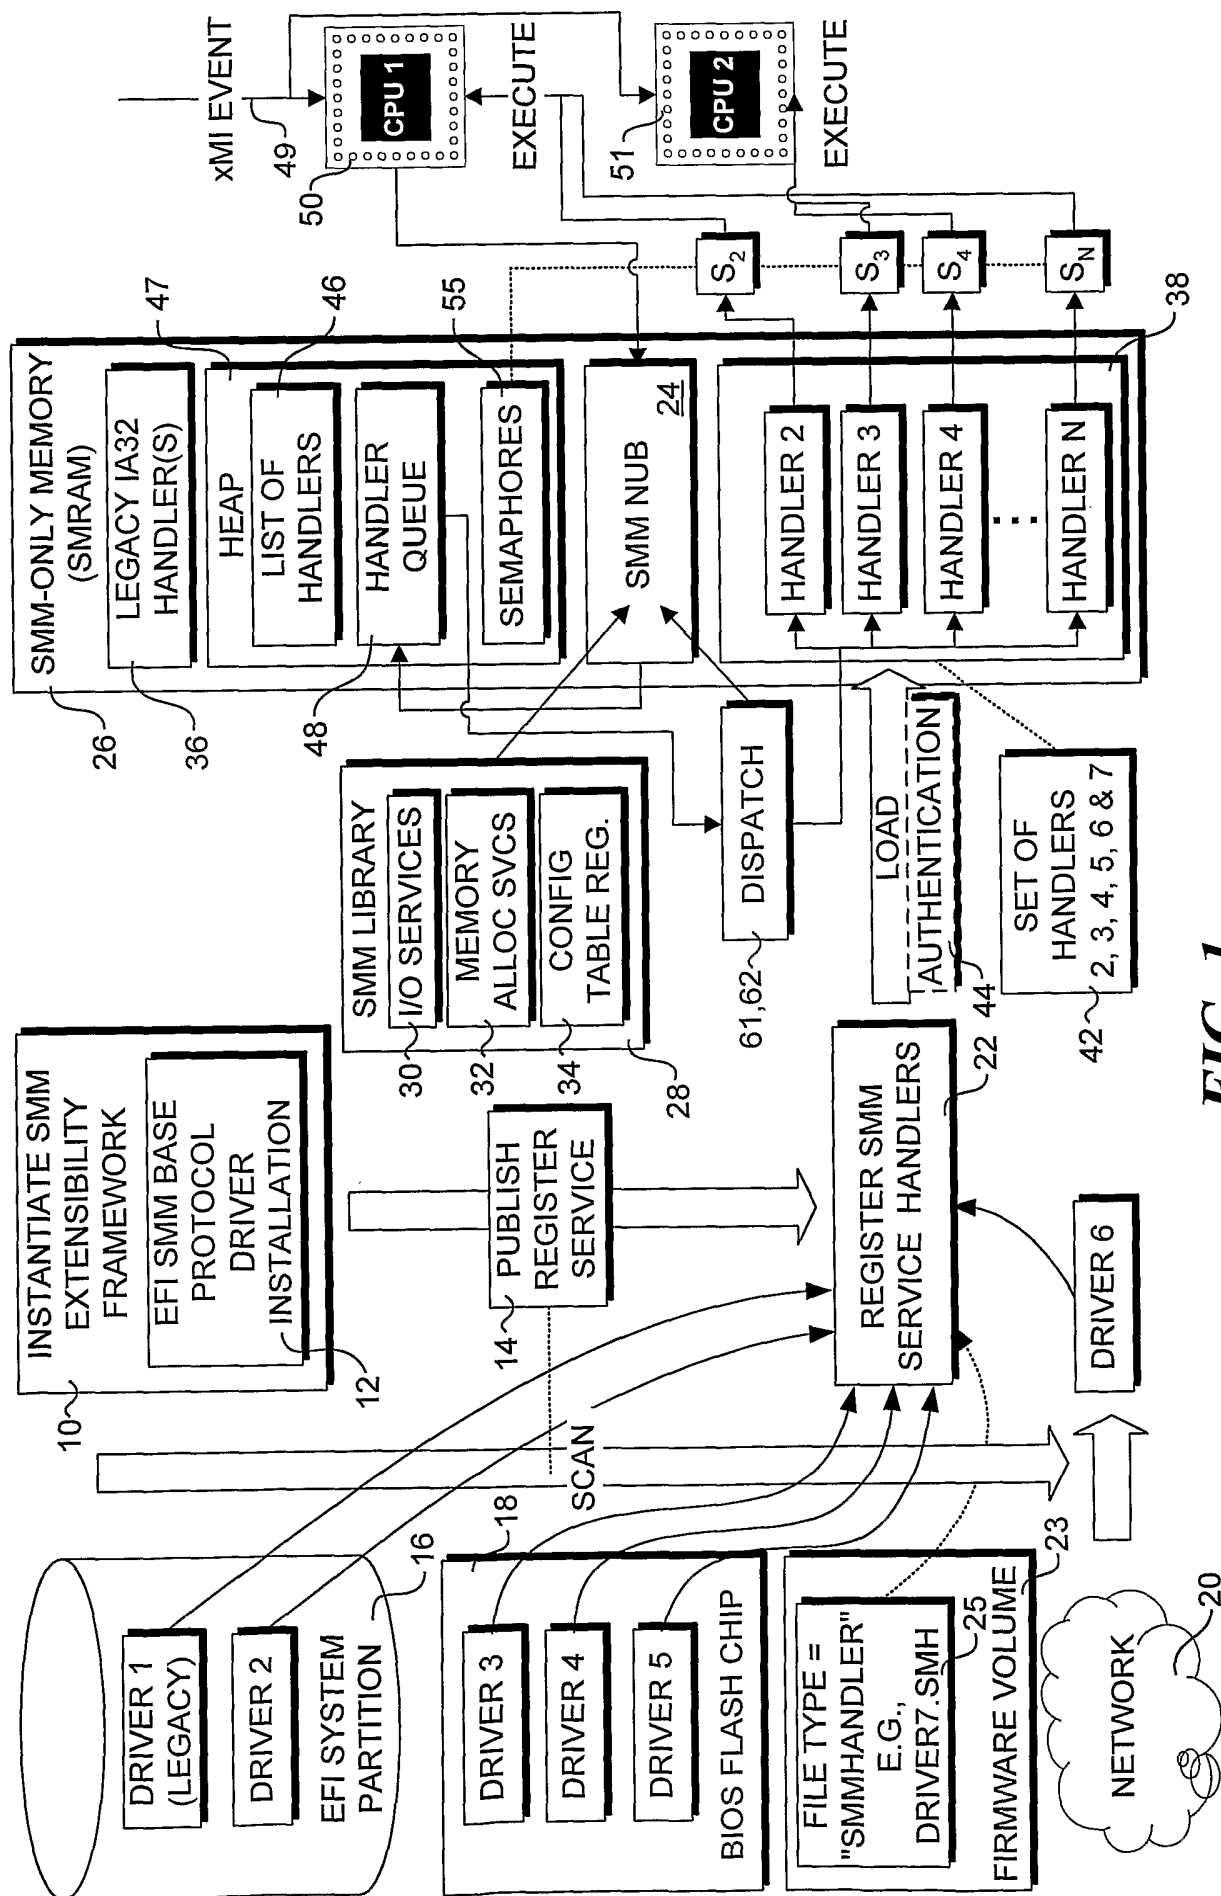 INSTANTIATE SMM
EXTENSIBILITY
FRAMEWORK
EFI SMM BASE
PROTOCOL
DRIVER
INSTALLATION
10
12
DRIVER 1
(LEGACY)
DRIVER 2
EFI SYSTEM
PARTITION
16
DRIVER 3
DRIVER 4
DRIVER 5
BIOS FLASH CHIP
18
FILE TYPE =
"SMMHANDLER"
E.G.,
DRIVER7.SMH
25
FIRMWARE VOLUME
23
NETWORK
20
SCAN
PUBLISH
REGISTER
SERVICE
14
REGISTER SMM
SERVICE HANDLERS
22
DRIVER 6
SMM LIBRARY
I/O SERVICES
MEMORY
ALLOC SVCS
CONFIG
TABLE REG.
30
32
34
28
DISPATCH
61,62
LOAD
AUTHENTICATION
44
SET OF
HANDLERS
2, 3, 4, 5, 6 & 7
42
SMM-ONLY MEMORY
(SMRAM)
26
LEGACY IA32
HANDLER(S)
36
HEAP
47
LIST OF
HANDLERS
46
HANDLER
QUEUE
48
SEMAPHORES
55
SMM NUB
24
HANDLER 2
HANDLER 3
HANDLER 4
HANDLER N
38
S2
S3
S4
SN
xMI EVENT
49
CPU 1
50
EXECUTE
CPU 2
51
EXECUTE
FIG. 1